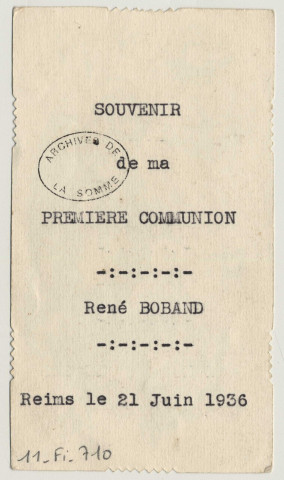 SOUVENIR
ARCHIVES DE
LA SOMME
de ma
PREMIERE COMMUNION
-:-:-:-:-
René BOBAND
-:-:-:-:-
Reims le 21 Juin 1936
11_Fi_710